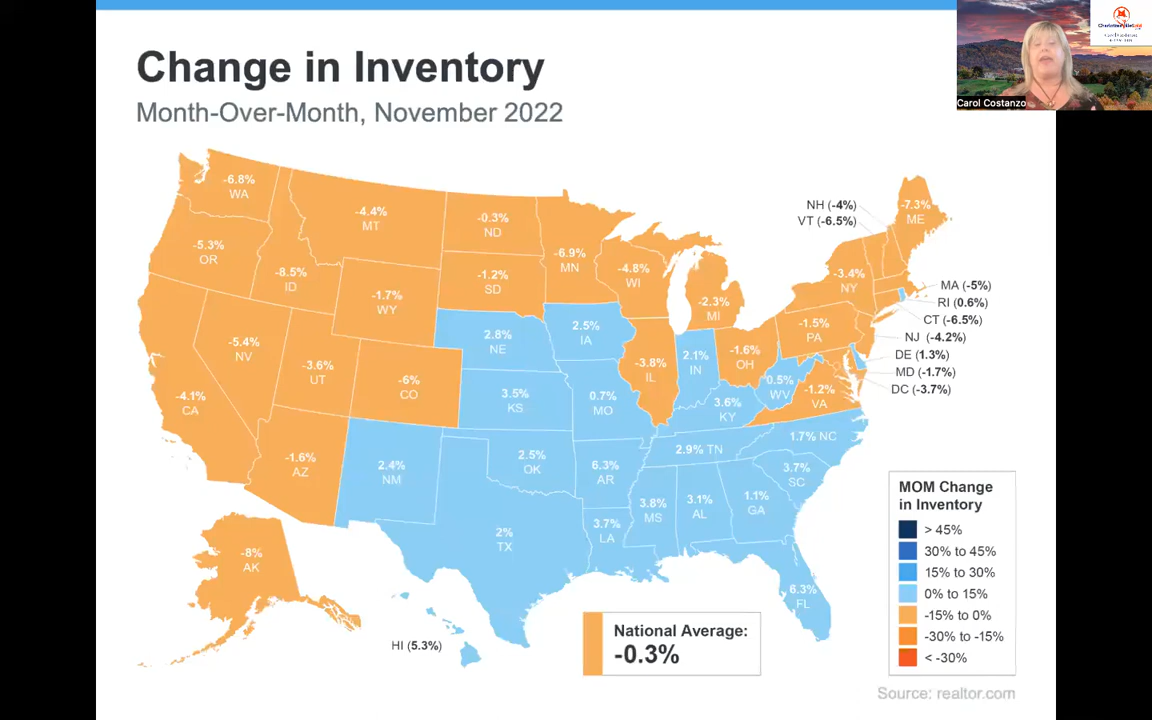 Change in Inventory
Month-Over-Month, November 2022
Carol Costanzo
-6.8%
WA
-4.4%
MT
-0.3%
ND
-6.9%
MN
-4.8%
WI
-2.3%
MI
NH (-4%)
VT (-6.5%)
-7.3%
ME
-5.3%
OR
-8.5%
ID
-1.7%
WY
-1.2%
SD
-3.4%
NY
MA (-5%)
RI (0.6%)
CT (-6.5%)
NJ (-4.2%)
DE (1.3%)
MD (-1.7%)
DC (-3.7%)
-5.4%
NV
-3.6%
UT
-6%
CO
2.8%
NE
2.5%
IA
-3.8%
IL
2.1%
IN
-1.6%
OH
-1.5%
PA
-4.1%
CA
3.5%
KS
0.7%
MO
3.6%
KY
0.5%
WV
-1.2%
VA
-1.6%
AZ
2.4%
NM
2.5%
OK
6.3%
AR
2.9% TN
1.7% NC
3.7%
SC
2%
TX
3.7%
LA
3.8%
MS
3.1%
AL
1.1%
GA
6.3%
FL
-8%
AK
HI (5.3%)
National Average:
-0.3%
MOM Change
in Inventory
> 45%
30% to 45%
15% to 30%
0% to 15%
-15% to 0%
-30% to -15%
< -30%
Source: realtor.com